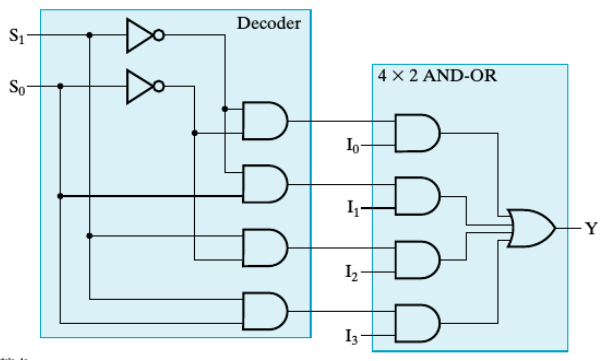 Decoder
S1
S0
4 × 2 AND-OR
I0
I1
Y
I2
I3